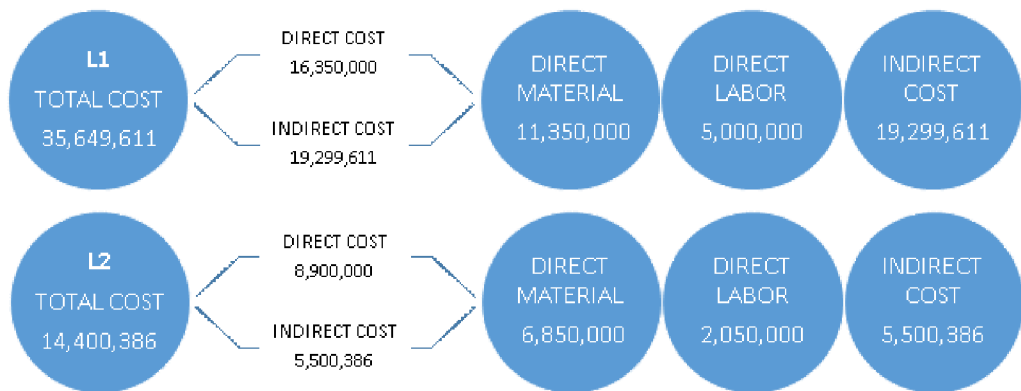 L1
TOTAL COST
35,649,611
DIRECT COST
16,350,000
INDIRECT COST
19,299,611
DIRECT
MATERIAL
11,350,000
DIRECT
LABOR
5,000,000
INDIRECT
COST
19,299,611
L2
TOTAL COST
14,400,386
DIRECT COST
8,900,000
INDIRECT COST
5,500,386
DIRECT
MATERIAL
6,850,000
DIRECT
LABOR
2,050,000
INDIRECT
COST
5,500,386